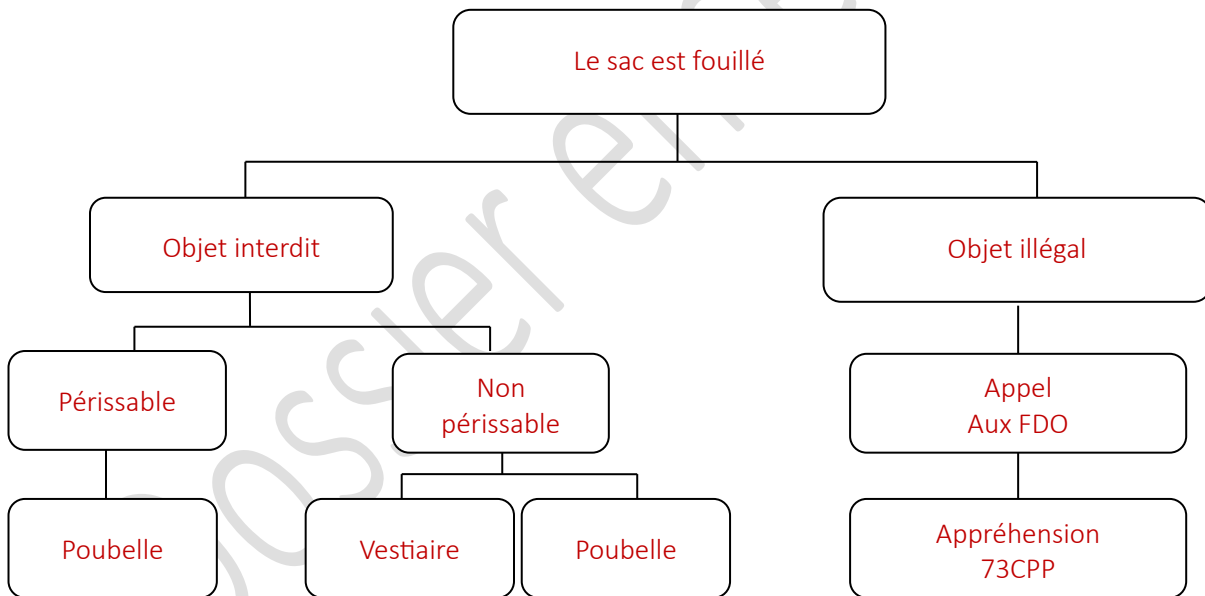 Le sac est fouillé
Objet interdit
Objet illégal
Périssable
Non
périssable
Appel
Aux FDO
Poubelle
Vestiaire
Poubelle
Appréhension
73CPP
Dossier